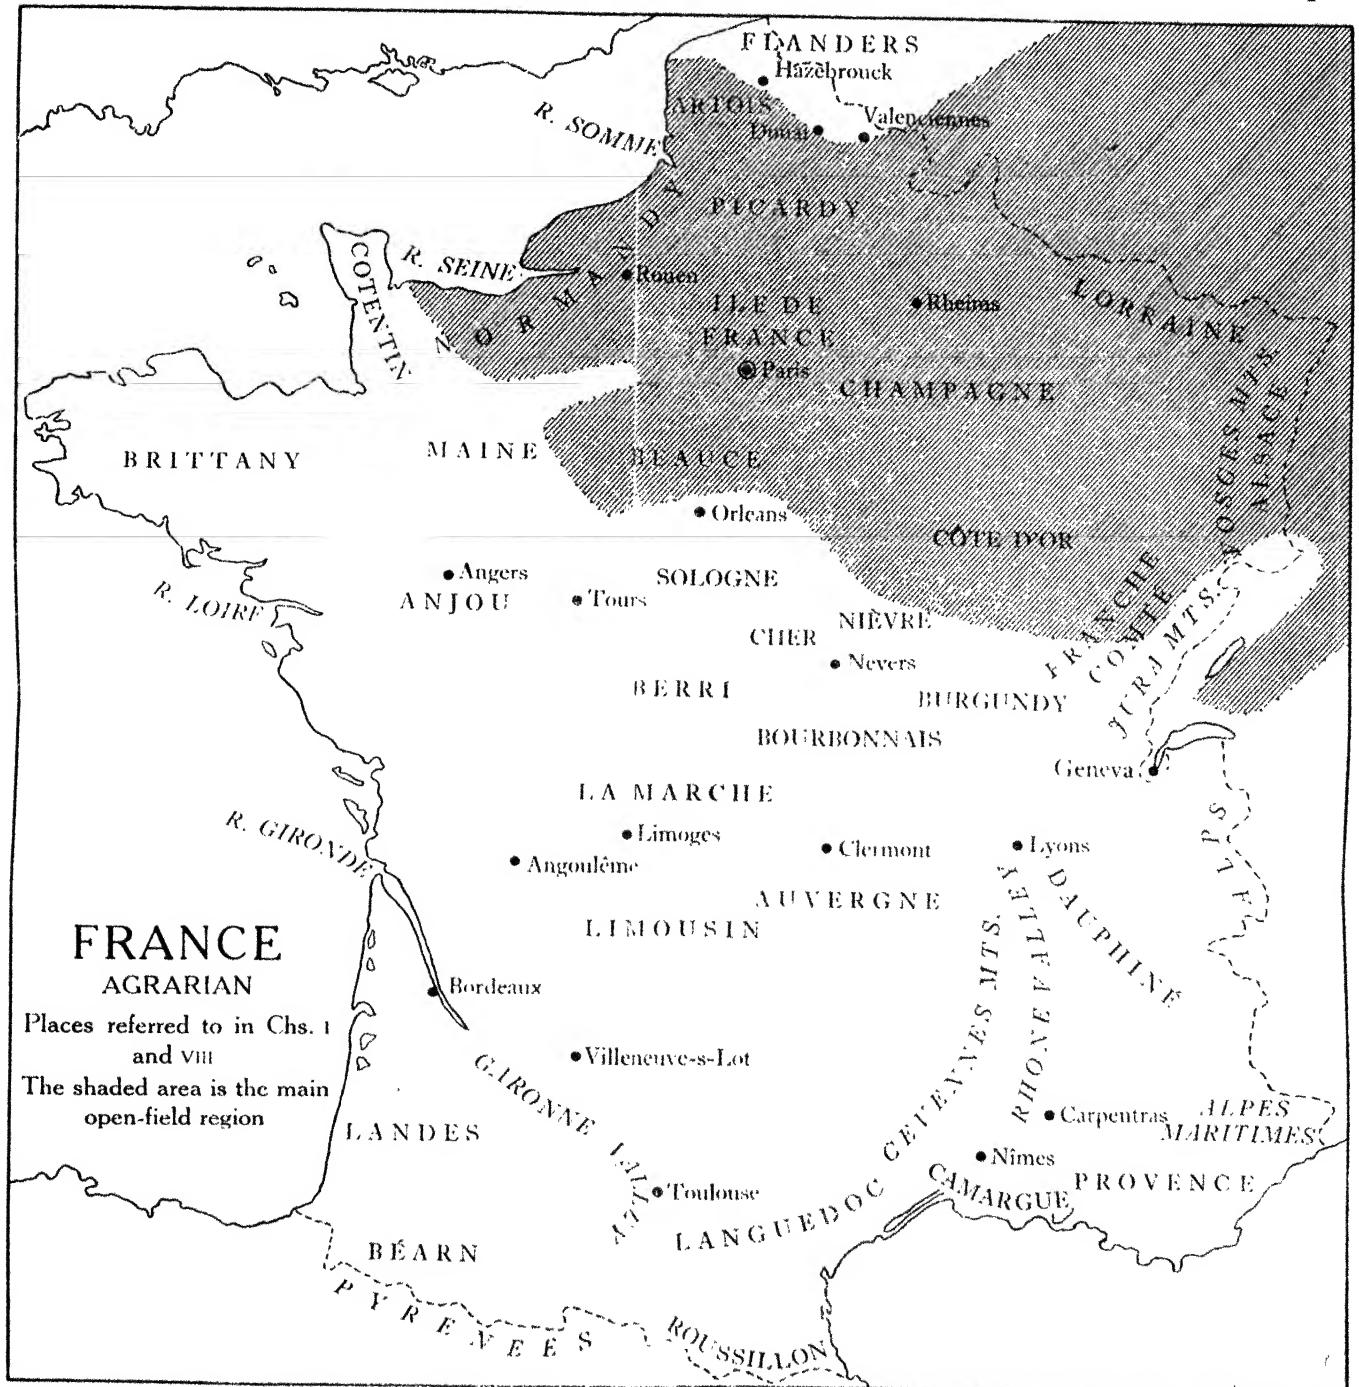 FLANDERS
Hazebrouck
ARTOIS
Valenciennes
Douai
R. SOMME
PICARDY
NORMANDY
COTENTIN
R. SEINE
Rouen
ILE DE
FRANCE
Rheims
LORRAINE
Paris
CHAMPAGNE
VOSGES MTS.
ALSACE
BRITTANY
MAINE
BEAUCE
Orleans
CÔTE D'OR
Angers
ANJOU
Tours
SOLOGNE
R. LOIRE
CHER
NIÈVRE
Nevers
FRANCHE
COMTÉ
JURA MTS.
BERRI
BURGUNDY
BOURBONNAIS
Geneva
LA MARCHE
R. GIRONDE
Limoges
Angoulême
Clermont
Lyons
ALPS
AUVERGNE
LIMOUSIN
DAUPHINÉ
RHONE VALLEY
CEVENNES MTS.
FRANCE
AGRARIAN
Places referred to in Chs. I
and VIII
The shaded area is the main
open-field region
Bordeaux
Villeneuve-s-Lot
GARONNE VALLEY
LANDES
Carpentras
ALPES
MARITIMES
Nîmes
PROVENCE
CAMARGUE
Toulouse
LANGUEDOC
BÉARN
PYRENEES
ROUSSILLON